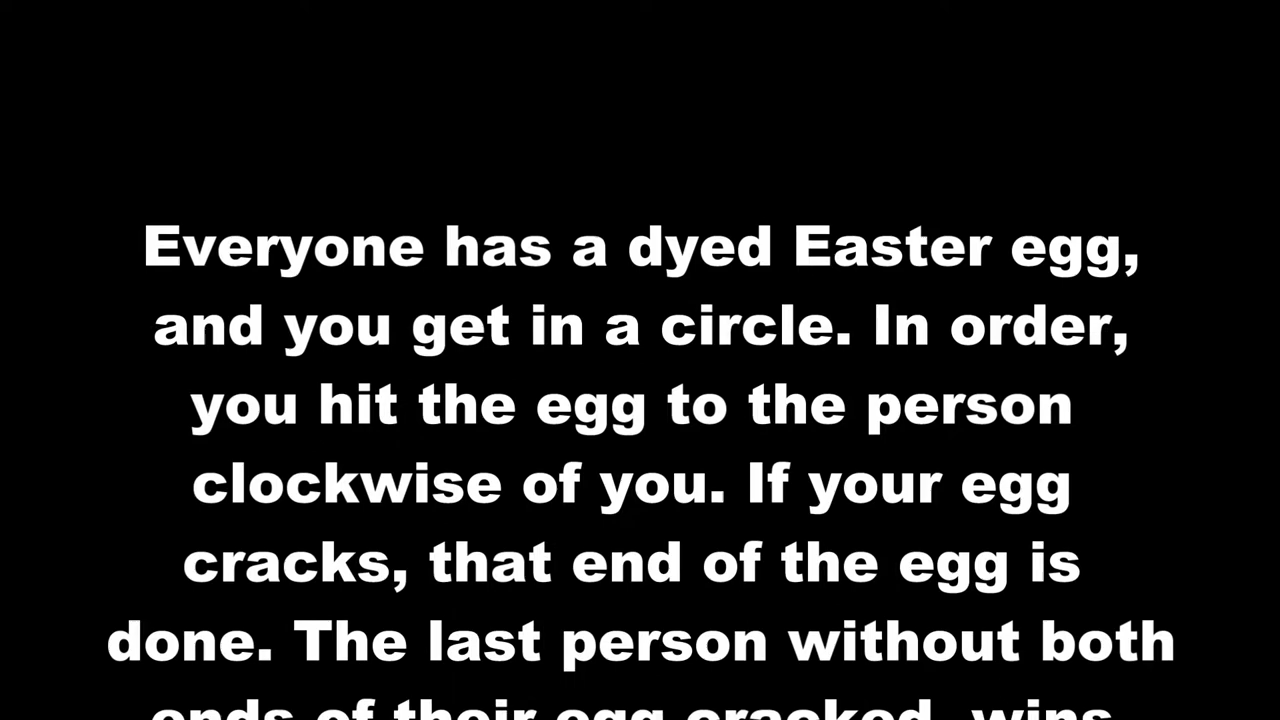 Everyone has a dyed Easter egg,
and you get in a circle. In order,
you hit the egg to the person
clockwise of you. If your egg
cracks, that end of the egg is
done. The last person without both
ends of their egg cracked, wins